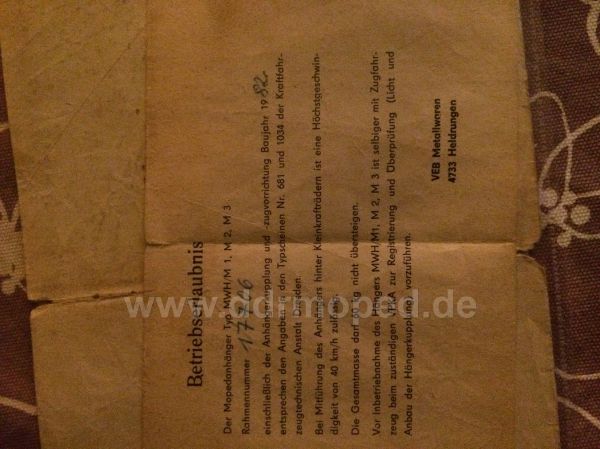 Betriebserlaubnis
Der Mopedanhänger Typ MWH/M 1, M 2, M 3
Rahmennummer 17766
einschließlich der Anhängerkupplung und -zugvorrichtung Baujahr 1982
entsprechen den Angaben in den Typscheinen Nr. 681 und 1034 der Kraftfahr-
zeugtechnischen Anstalt Dresden.
Bei Mitführung des Anhängers hinter Kleinkrafträdern ist eine Höchstgeschwin-
digkeit von 40 km/h zulässig.
Die Gesamtmasse darf 50 kg nicht übersteigen.
Vor Inbetriebnahme des Hängers MWH/M1, M 2, M 3 ist selbiger mit Zugfahr-
zeug beim zuständigen VPKA zur Registrierung und Überprüfung (Licht und
Anbau der Hängerkupplung) vorzuführen.
VEB Metallwaren
4733 Heldrungen
www.ddrmoped.de